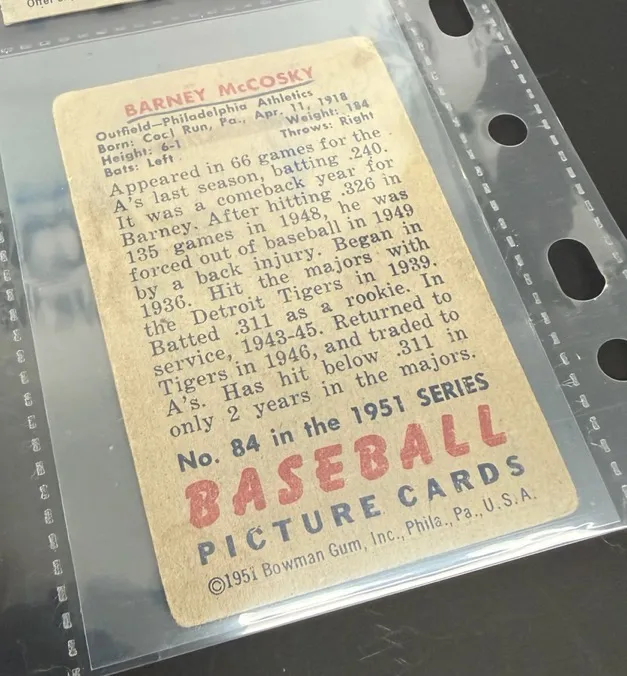 BARNEY McCOSKY
Outfield—Philadelphia Athletics
Born: Coal Run, Pa., Apr. 11, 1918
Height: 6-1 Weight: 184
Bats: Left Throws: Right
Appeared in 66 games for the
A's last season, batting .240.
It was a comeback year for
Barney. After hitting .326 in
135 games in 1948, he was
forced out of baseball in 1949
by a back injury. Began in
1936. Hit the majors with
the Detroit Tigers in 1939.
Batted .311 as a rookie. In
service, 1943-45. Returned to
Tigers in 1946, and traded to
A's. Has hit below .311 in
only 2 years in the majors.
No. 84 in the 1951 SERIES
BASEBALL
PICTURE CARDS
©1951 Bowman Gum, Inc., Phila., Pa., U.S.A.